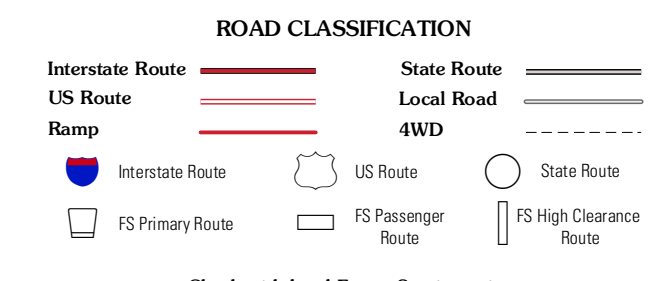 ROAD CLASSIFICATION
Interstate Route
State Route
US Route
Local Road
Ramp
4WD
Interstate Route
US Route
State Route
FS Primary Route
FS Passenger
Route
FS High Clearance
Route